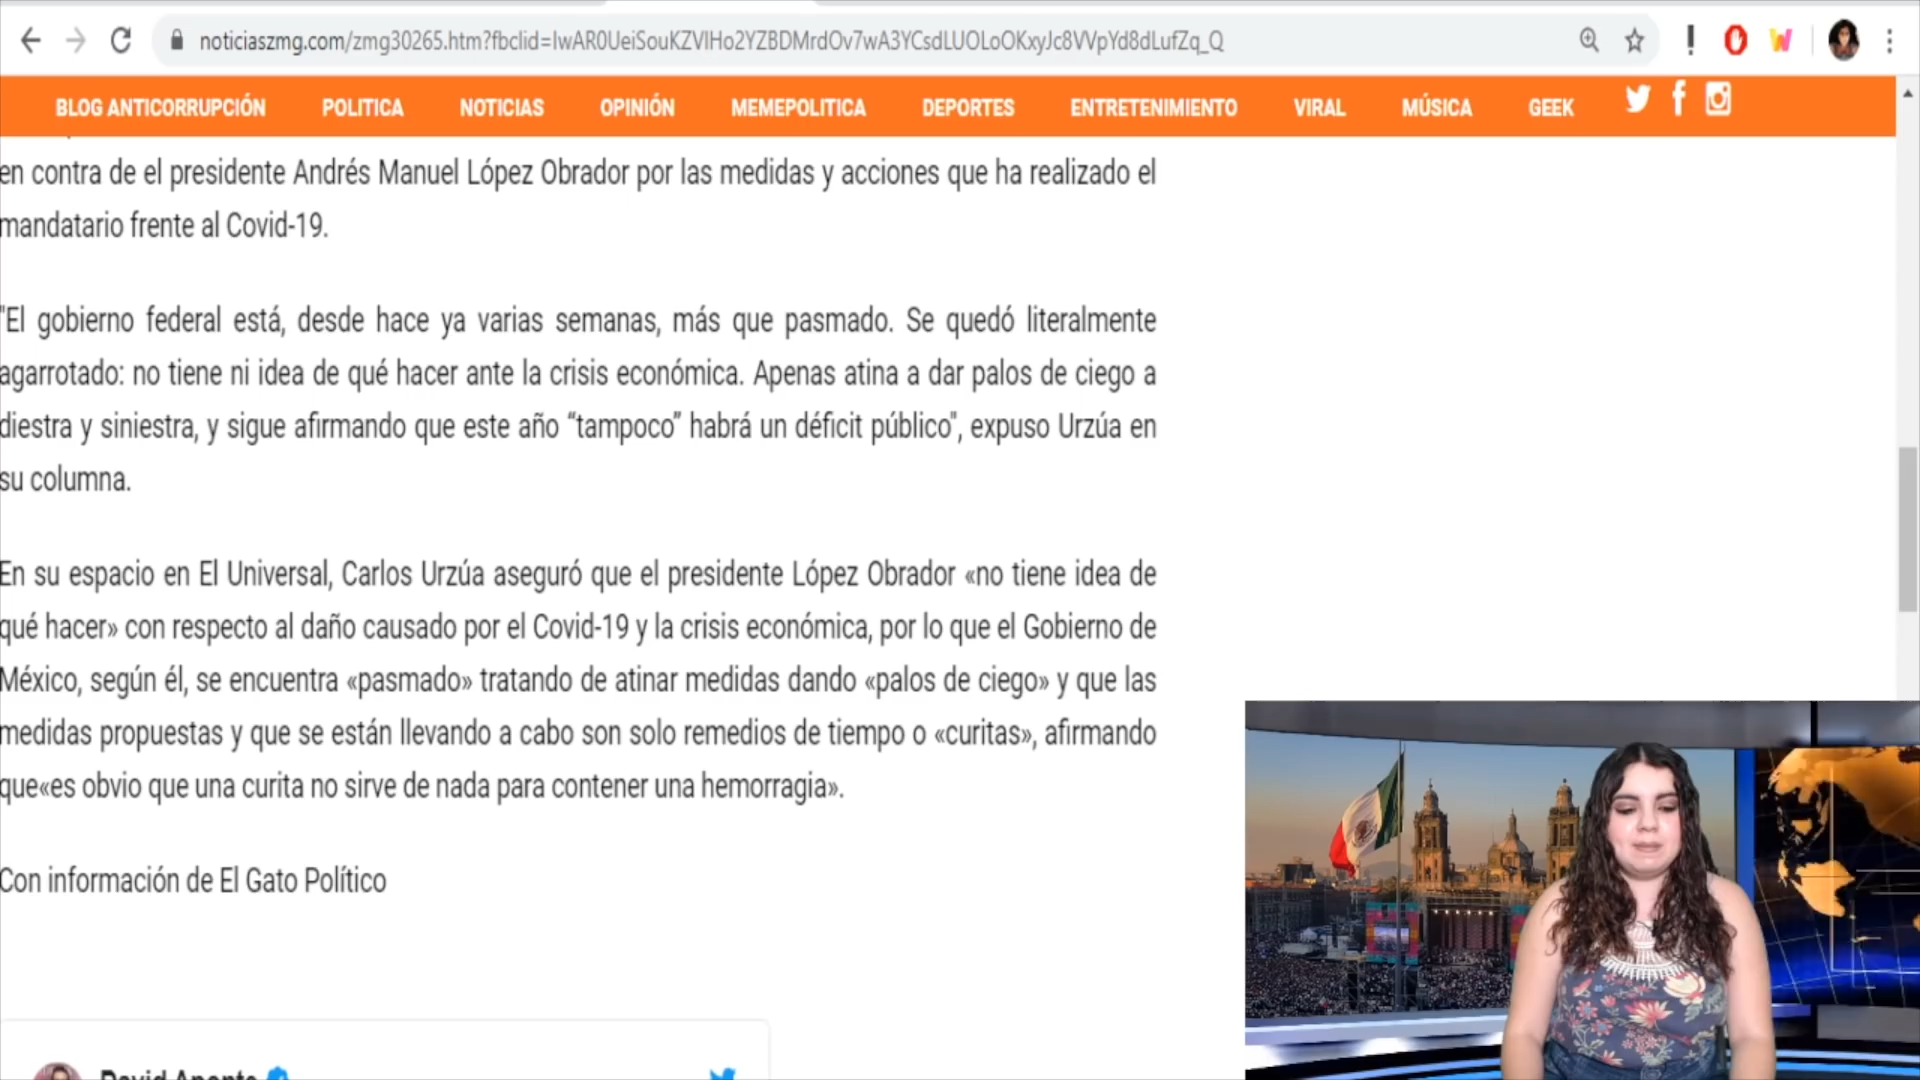 noticiaszmg.com/zmg30265.htm?fbclid=IwAR0UeiSouKZVIHo2YZBDMrdOv7wA3YCsdLUOLoOKxyJc8VVpYd8dLufZq_Q
BLOG ANTICORRUPCIÓN POLITICA NOTICIAS OPINIÓN MEMEPOLITICA DEPORTES ENTRETENIMIENTO VIRAL MÚSICA GEEK
en contra de el presidente Andrés Manuel López Obrador por las medidas y acciones que ha realizado el
mandatario frente al Covid-19.
"El gobierno federal está, desde hace ya varias semanas, más que pasmado. Se quedó literalmente
agarrotado: no tiene ni idea de qué hacer ante la crisis económica. Apenas atina a dar palos de ciego a
diestra y siniestra, y sigue afirmando que este año “tampoco” habrá un déficit público", expuso Urzúa en
su columna.
En su espacio en El Universal, Carlos Urzúa aseguró que el presidente López Obrador «no tiene idea de
qué hacer» con respecto al daño causado por el Covid-19 y la crisis económica, por lo que el Gobierno de
México, según él, se encuentra «pasmado» tratando de atinar medidas dando «palos de ciego» y que las
medidas propuestas y que se están llevando a cabo son solo remedios de tiempo o «curitas», afirmando
que«es obvio que una curita no sirve de nada para contener una hemorragia».
Con información de El Gato Político
David Aponte